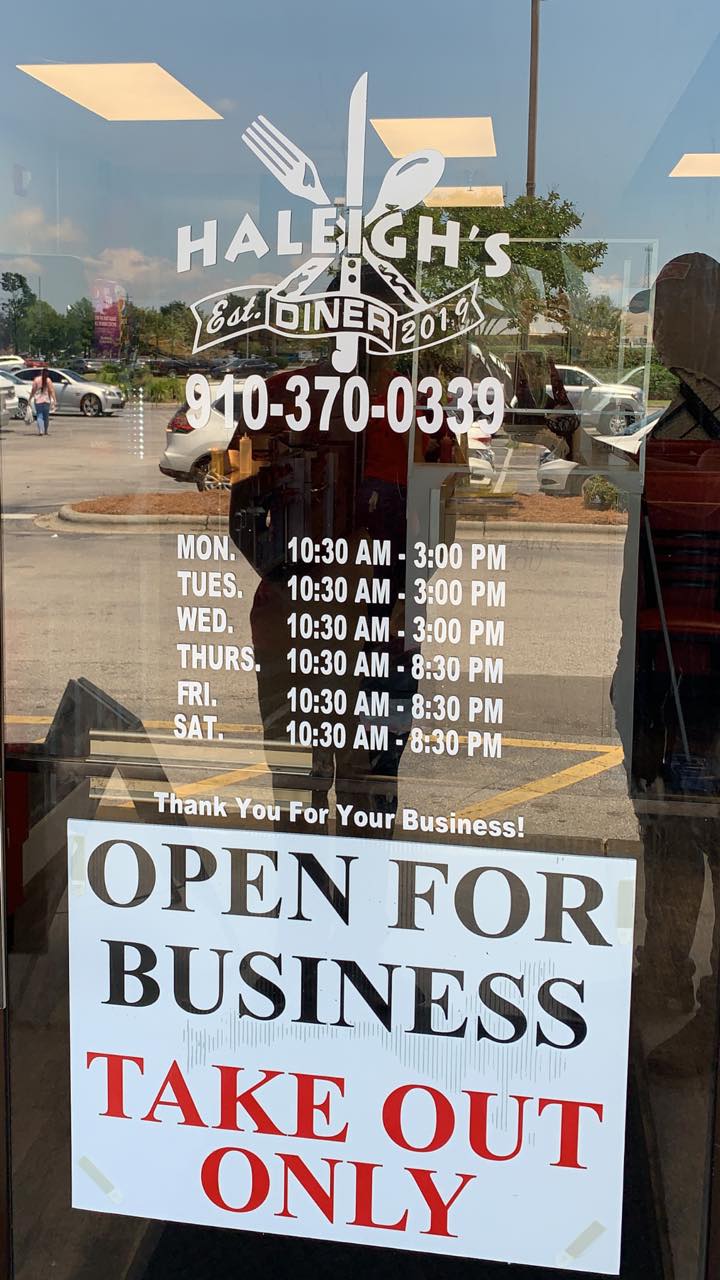 HALEIGH'S
Est. DINER 2019
910-370-0339
MON. 10:30 AM - 3:00 PM
TUES. 10:30 AM - 3:00 PM
WED. 10:30 AM - 3:00 PM
THURS. 10:30 AM - 8:30 PM
FRI. 10:30 AM - 8:30 PM
SAT. 10:30 AM - 8:30 PM
Thank You For Your Business!
OPEN FOR
BUSINESS
TAKE OUT
ONLY